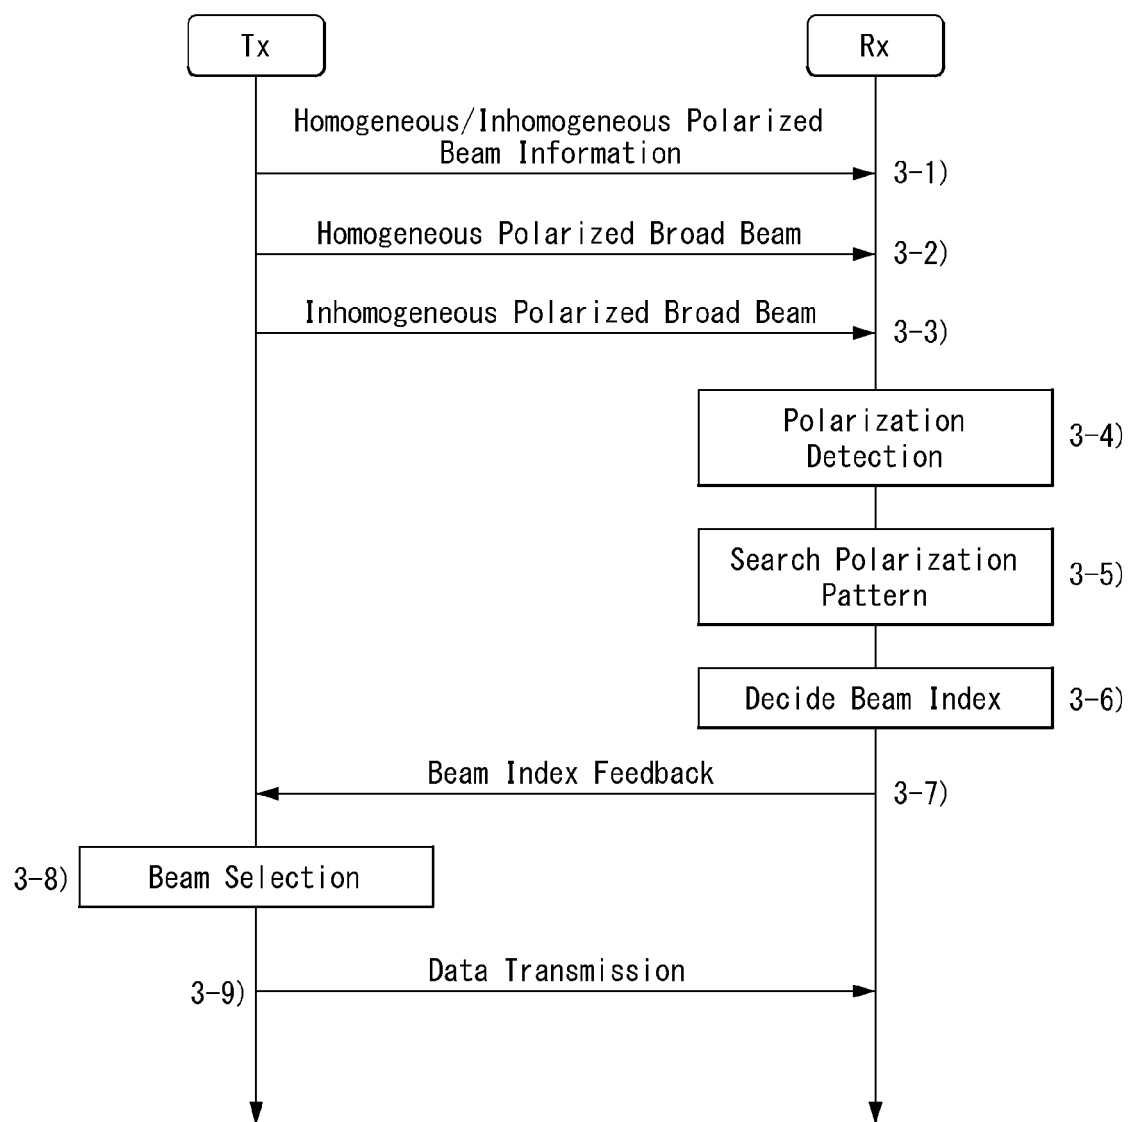 Tx
Rx
Homogeneous/Inhomogeneous Polarized
Beam Information
3-1)
Homogeneous Polarized Broad Beam
3-2)
Inhomogeneous Polarized Broad Beam
3-3)
Polarization
Detection
3-4)
Search Polarization
Pattern
3-5)
Decide Beam Index
3-6)
Beam Index Feedback
3-7)
3-8)
Beam Selection
Data Transmission
3-9)